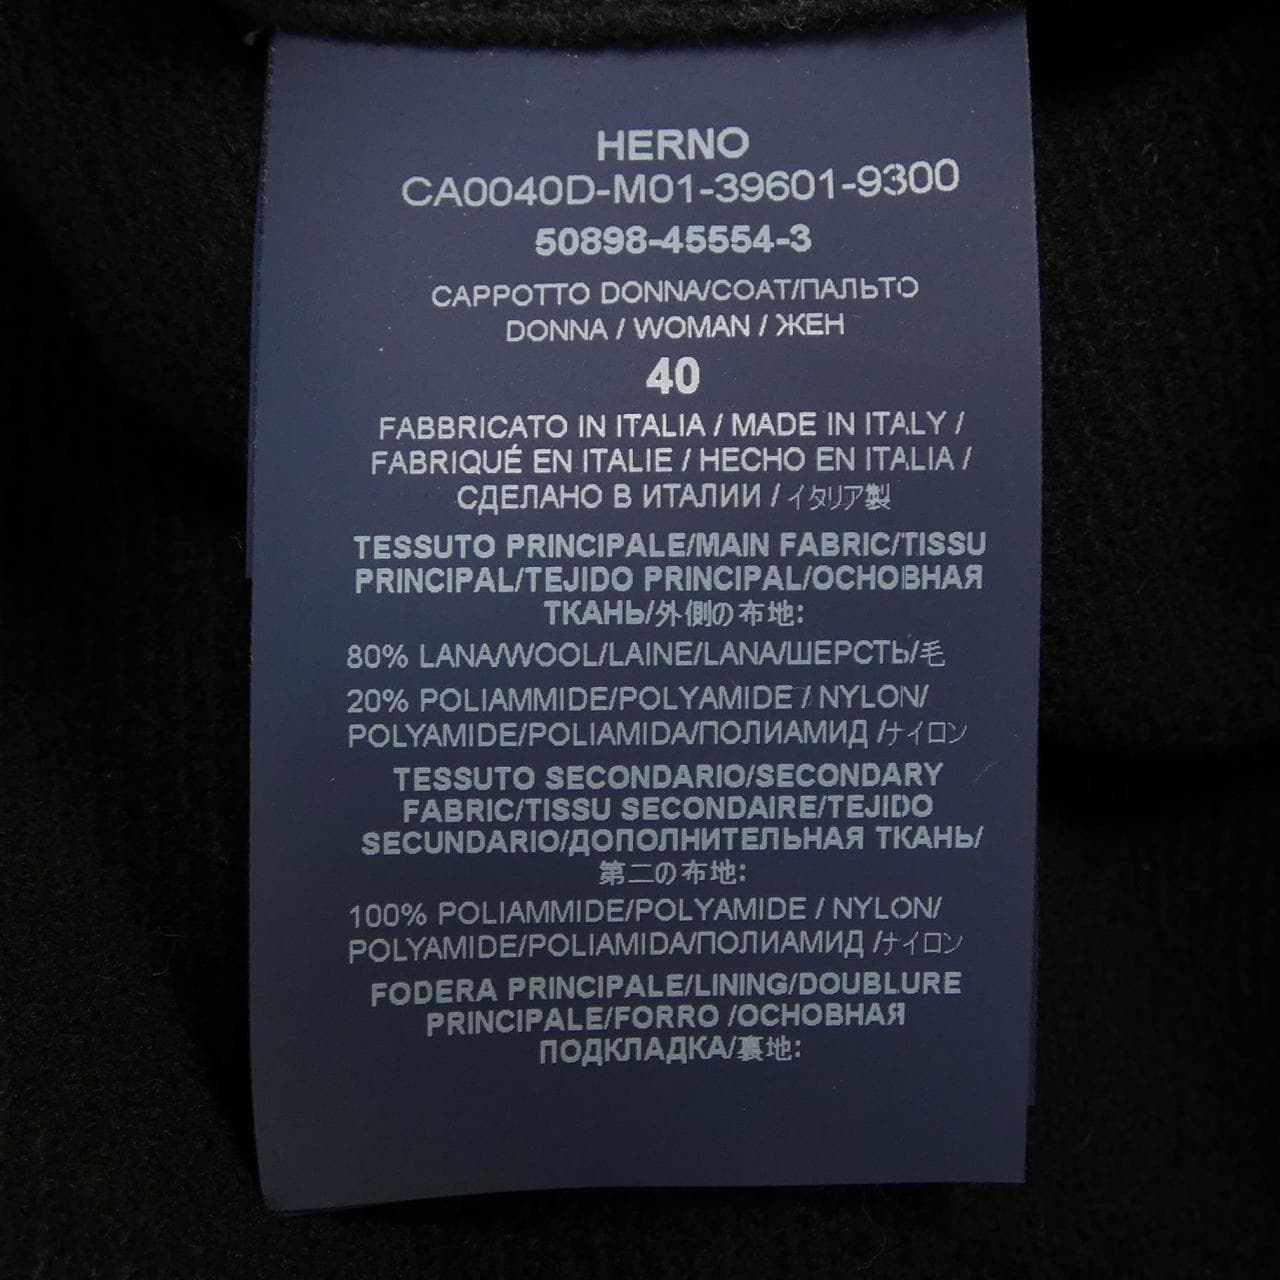 HERNO
CA0040D-M01-39601-9300
50898-45554-3
CAPPOTTO DONNA/COAT/ПАЛЬТО
DONNA / WOMAN / ЖЕН
40
FABBRICATO IN ITALIA / MADE IN ITALY /
FABRIQUÉ EN ITALIE / HECHO EN ITALIA /
СДЕЛАНО В ИТАЛИИ / イタリア製
TESSUTO PRINCIPALE/MAIN FABRIC/TISSU
PRINCIPAL/TEJIDO PRINCIPAL/ОСНОВНАЯ
ТКАНЬ/外側の布地:
80% LANA/WOOL/LAINE/LANA/ШЕРСТЬ/毛
20% POLIAMMIDE/POLYAMIDE / NYLON/
POLYAMIDE/POLIAMIDA/ПОЛИАМИД /ナイロン
TESSUTO SECONDARIO/SECONDARY
FABRIC/TISSU SECONDAIRE/TEJIDO
SECUNDARIO/ДОПОЛНИТЕЛЬНАЯ ТКАНЬ/
第二の布地:
100% POLIAMMIDE/POLYAMIDE / NYLON/
POLYAMIDE/POLIAMIDA/ПОЛИАМИД /ナイロン
FODERA PRINCIPALE/LINING/DOUBLURE
PRINCIPALE/FORRO /ОСНОВНАЯ
ПОДКЛАДКА/裏地: